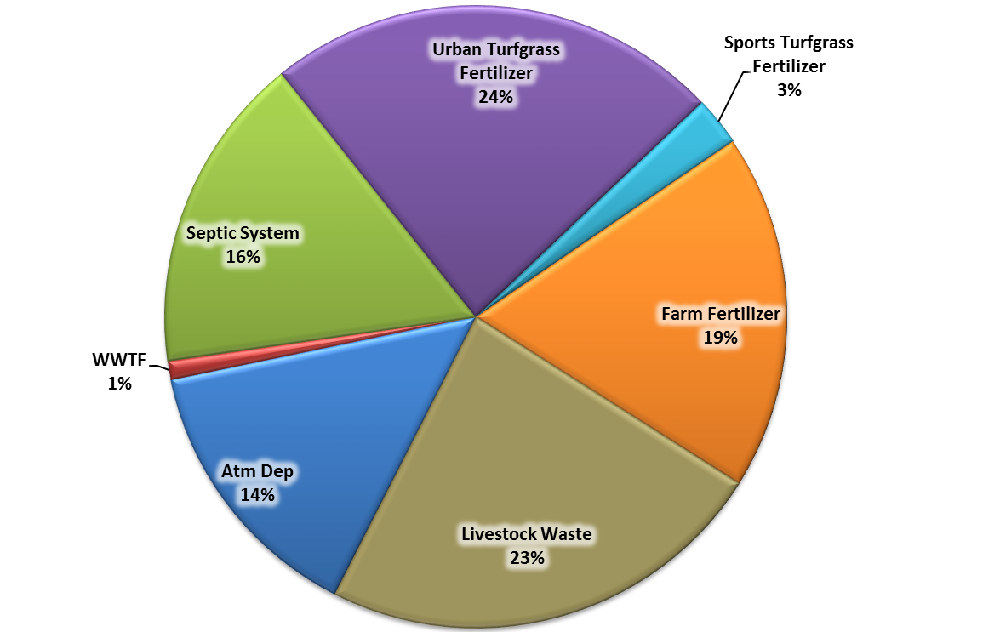 Urban Turfgrass
Fertilizer
24%
Sports Turfgrass
Fertilizer
3%
Farm Fertilizer
19%
Livestock Waste
23%
Atm Dep
14%
WWTF
1%
Septic System
16%